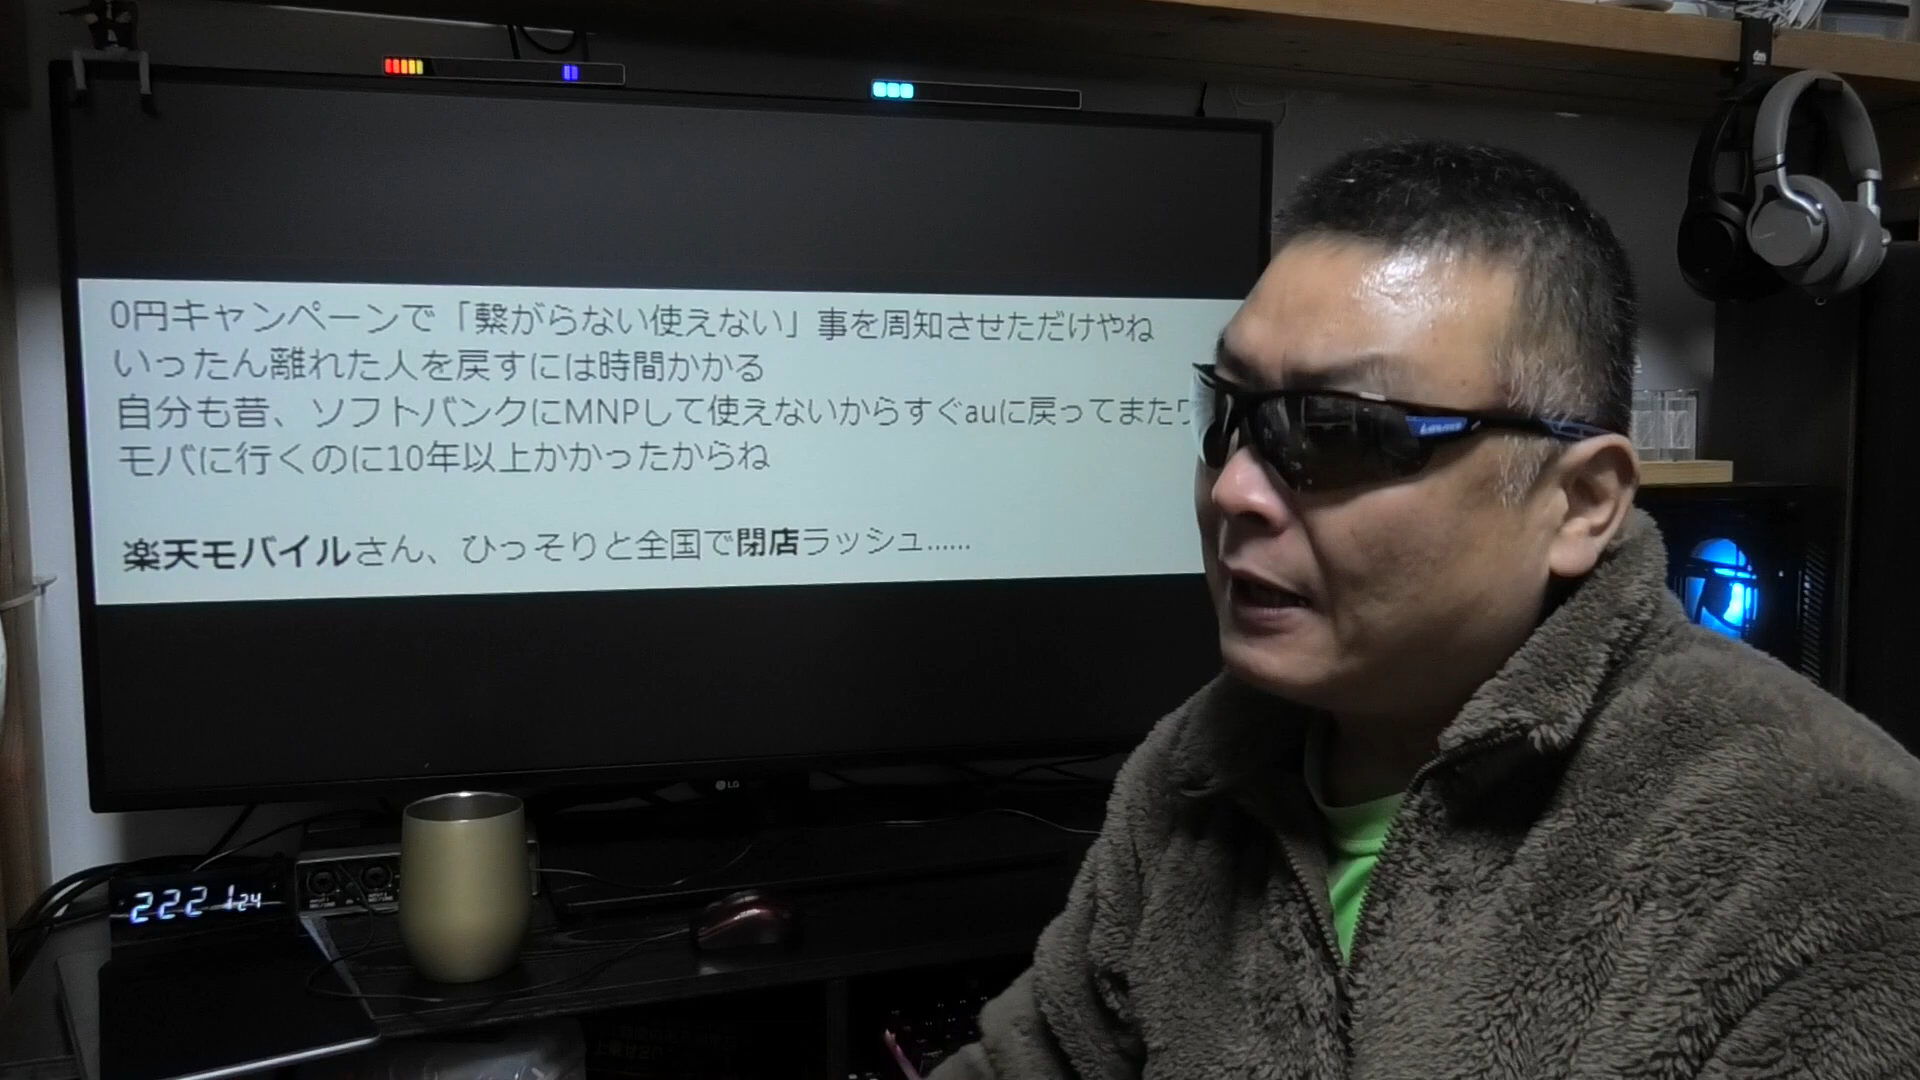 0円キャンペーンで「繋がらない使えない」事を周知させただけやね
いったん離れた人を戻すには時間かかる
自分も昔、ソフトバンクにMNPして使えないからすぐauに戻ってまた
モバに行くのに10年以上かかったからね
楽天モバイルさん、ひっそりと全国で閉店ラッシュ......
LG
22 21 24